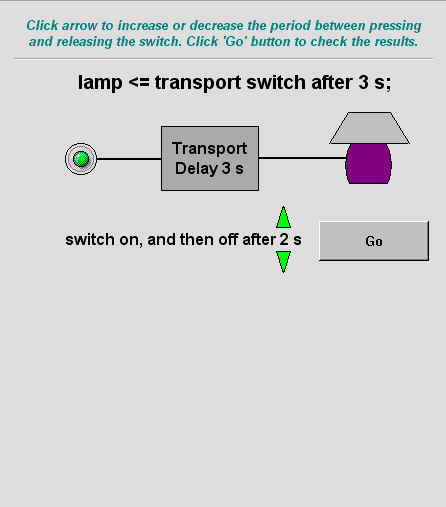 Click arrow to increase or decrease the period between pressing
and releasing the switch. Click 'Go' button to check the results.
lamp <= transport switch after 3 s;
Transport
Delay 3 s
switch on, and then off after 2 s
Go